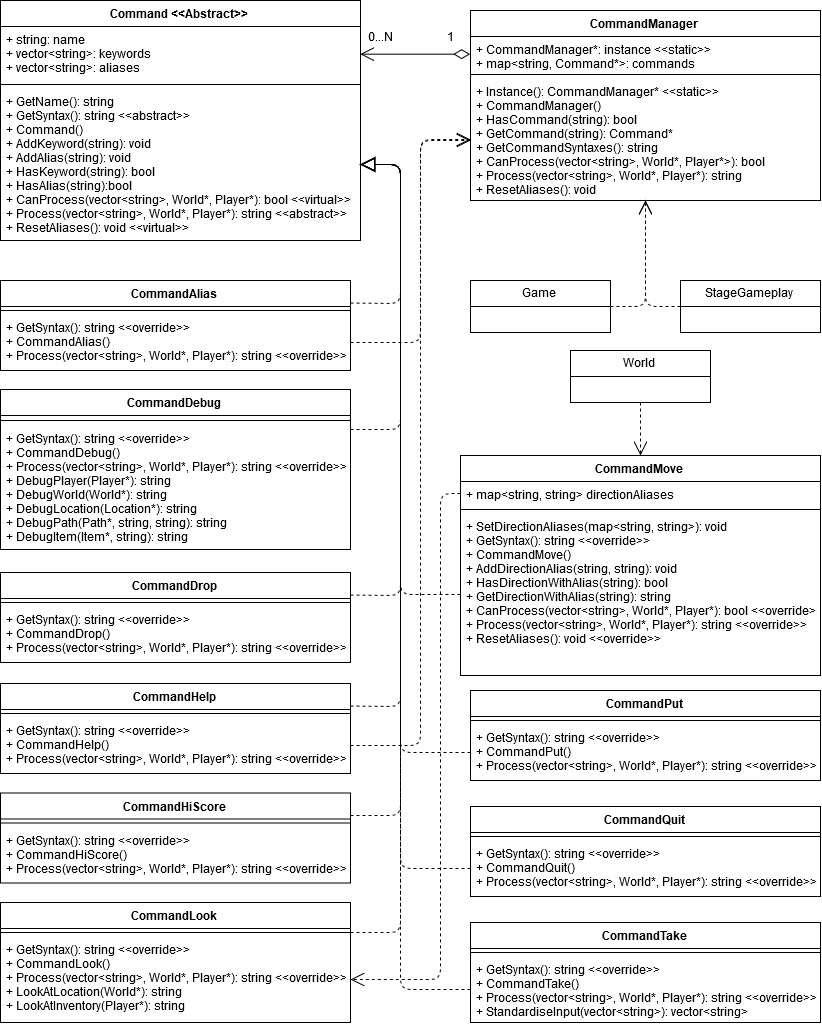 Command <<Abstract>>
+ string: name
+ vector<string>: keywords
+ vector<string>: aliases
+ GetName(): string
+ GetSyntax(): string <<abstract>>
+ Command()
+ AddKeyword(string): void
+ AddAlias(string): void
+ HasKeyword(string): bool
+ HasAlias(string):bool
+ CanProcess(vector<string>, World*, Player*): bool <<virtual>>
+ Process(vector<string>, World*, Player*): string <<abstract>>
+ ResetAliases(): void <<virtual>>
0...N
1
CommandManager
+ CommandManager*: instance <<static>>
+ map<string, Command*>: commands
+ Instance(): CommandManager* <<static>>
+ CommandManager()
+ HasCommand(string): bool
+ GetCommand(string): Command*
+ GetCommandSyntaxes(): string
+ CanProcess(vector<string>, World*, Player*>): bool
+ Process(vector<string>, World*, Player*): string
+ ResetAliases(): void
Game
StageGameplay
World
CommandAlias
+ GetSyntax(): string <<override>>
+ CommandAlias()
+ Process(vector<string>, World*, Player*): string <<override>>
CommandDebug
+ GetSyntax(): string <<override>>
+ CommandDebug()
+ Process(vector<string>, World*, Player*): string <<override>>
+ DebugPlayer(Player*): string
+ DebugWorld(World*): string
+ DebugLocation(Location*): string
+ DebugPath(Path*, string, string): string
+ DebugItem(Item*, string): string
CommandMove
+ map<string, string> directionAliases
+ SetDirectionAliases(map<string, string>): void
+ GetSyntax(): string <<override>>
+ CommandMove()
+ AddDirectionAlias(string, string): void
+ HasDirectionWithAlias(string): bool
+ GetDirectionWithAlias(string): string
+ CanProcess(vector<string>, World*, Player*): bool <<override>
+ Process(vector<string>, World*, Player*): string <<override>>
+ ResetAliases(): void <<override>>
CommandDrop
+ GetSyntax(): string <<override>>
+ CommandDrop()
+ Process(vector<string>, World*, Player*): string <<override>>
CommandHelp
+ GetSyntax(): string <<override>>
+ CommandHelp()
+ Process(vector<string>, World*, Player*): string <<override>>
CommandPut
+ GetSyntax(): string <<override>>
+ CommandPut()
+ Process(vector<string>, World*, Player*): string <<override>>
CommandHiScore
+ GetSyntax(): string <<override>>
+ CommandHiScore()
+ Process(vector<string>, World*, Player*): string <<override>>
CommandQuit
+ GetSyntax(): string <<override>>
+ CommandQuit()
+ Process(vector<string>, World*, Player*): string <<override>>
CommandLook
+ GetSyntax(): string <<override>>
+ CommandLook()
+ Process(vector<string>, World*, Player*): string <<override>>
+ LookAtLocation(World*): string
+ LookAtInventory(Player*): string
CommandTake
+ GetSyntax(): string <<override>>
+ CommandTake()
+ Process(vector<string>, World*, Player*): string <<override>>
+ StandardiseInput(vector<string>): vector<string>